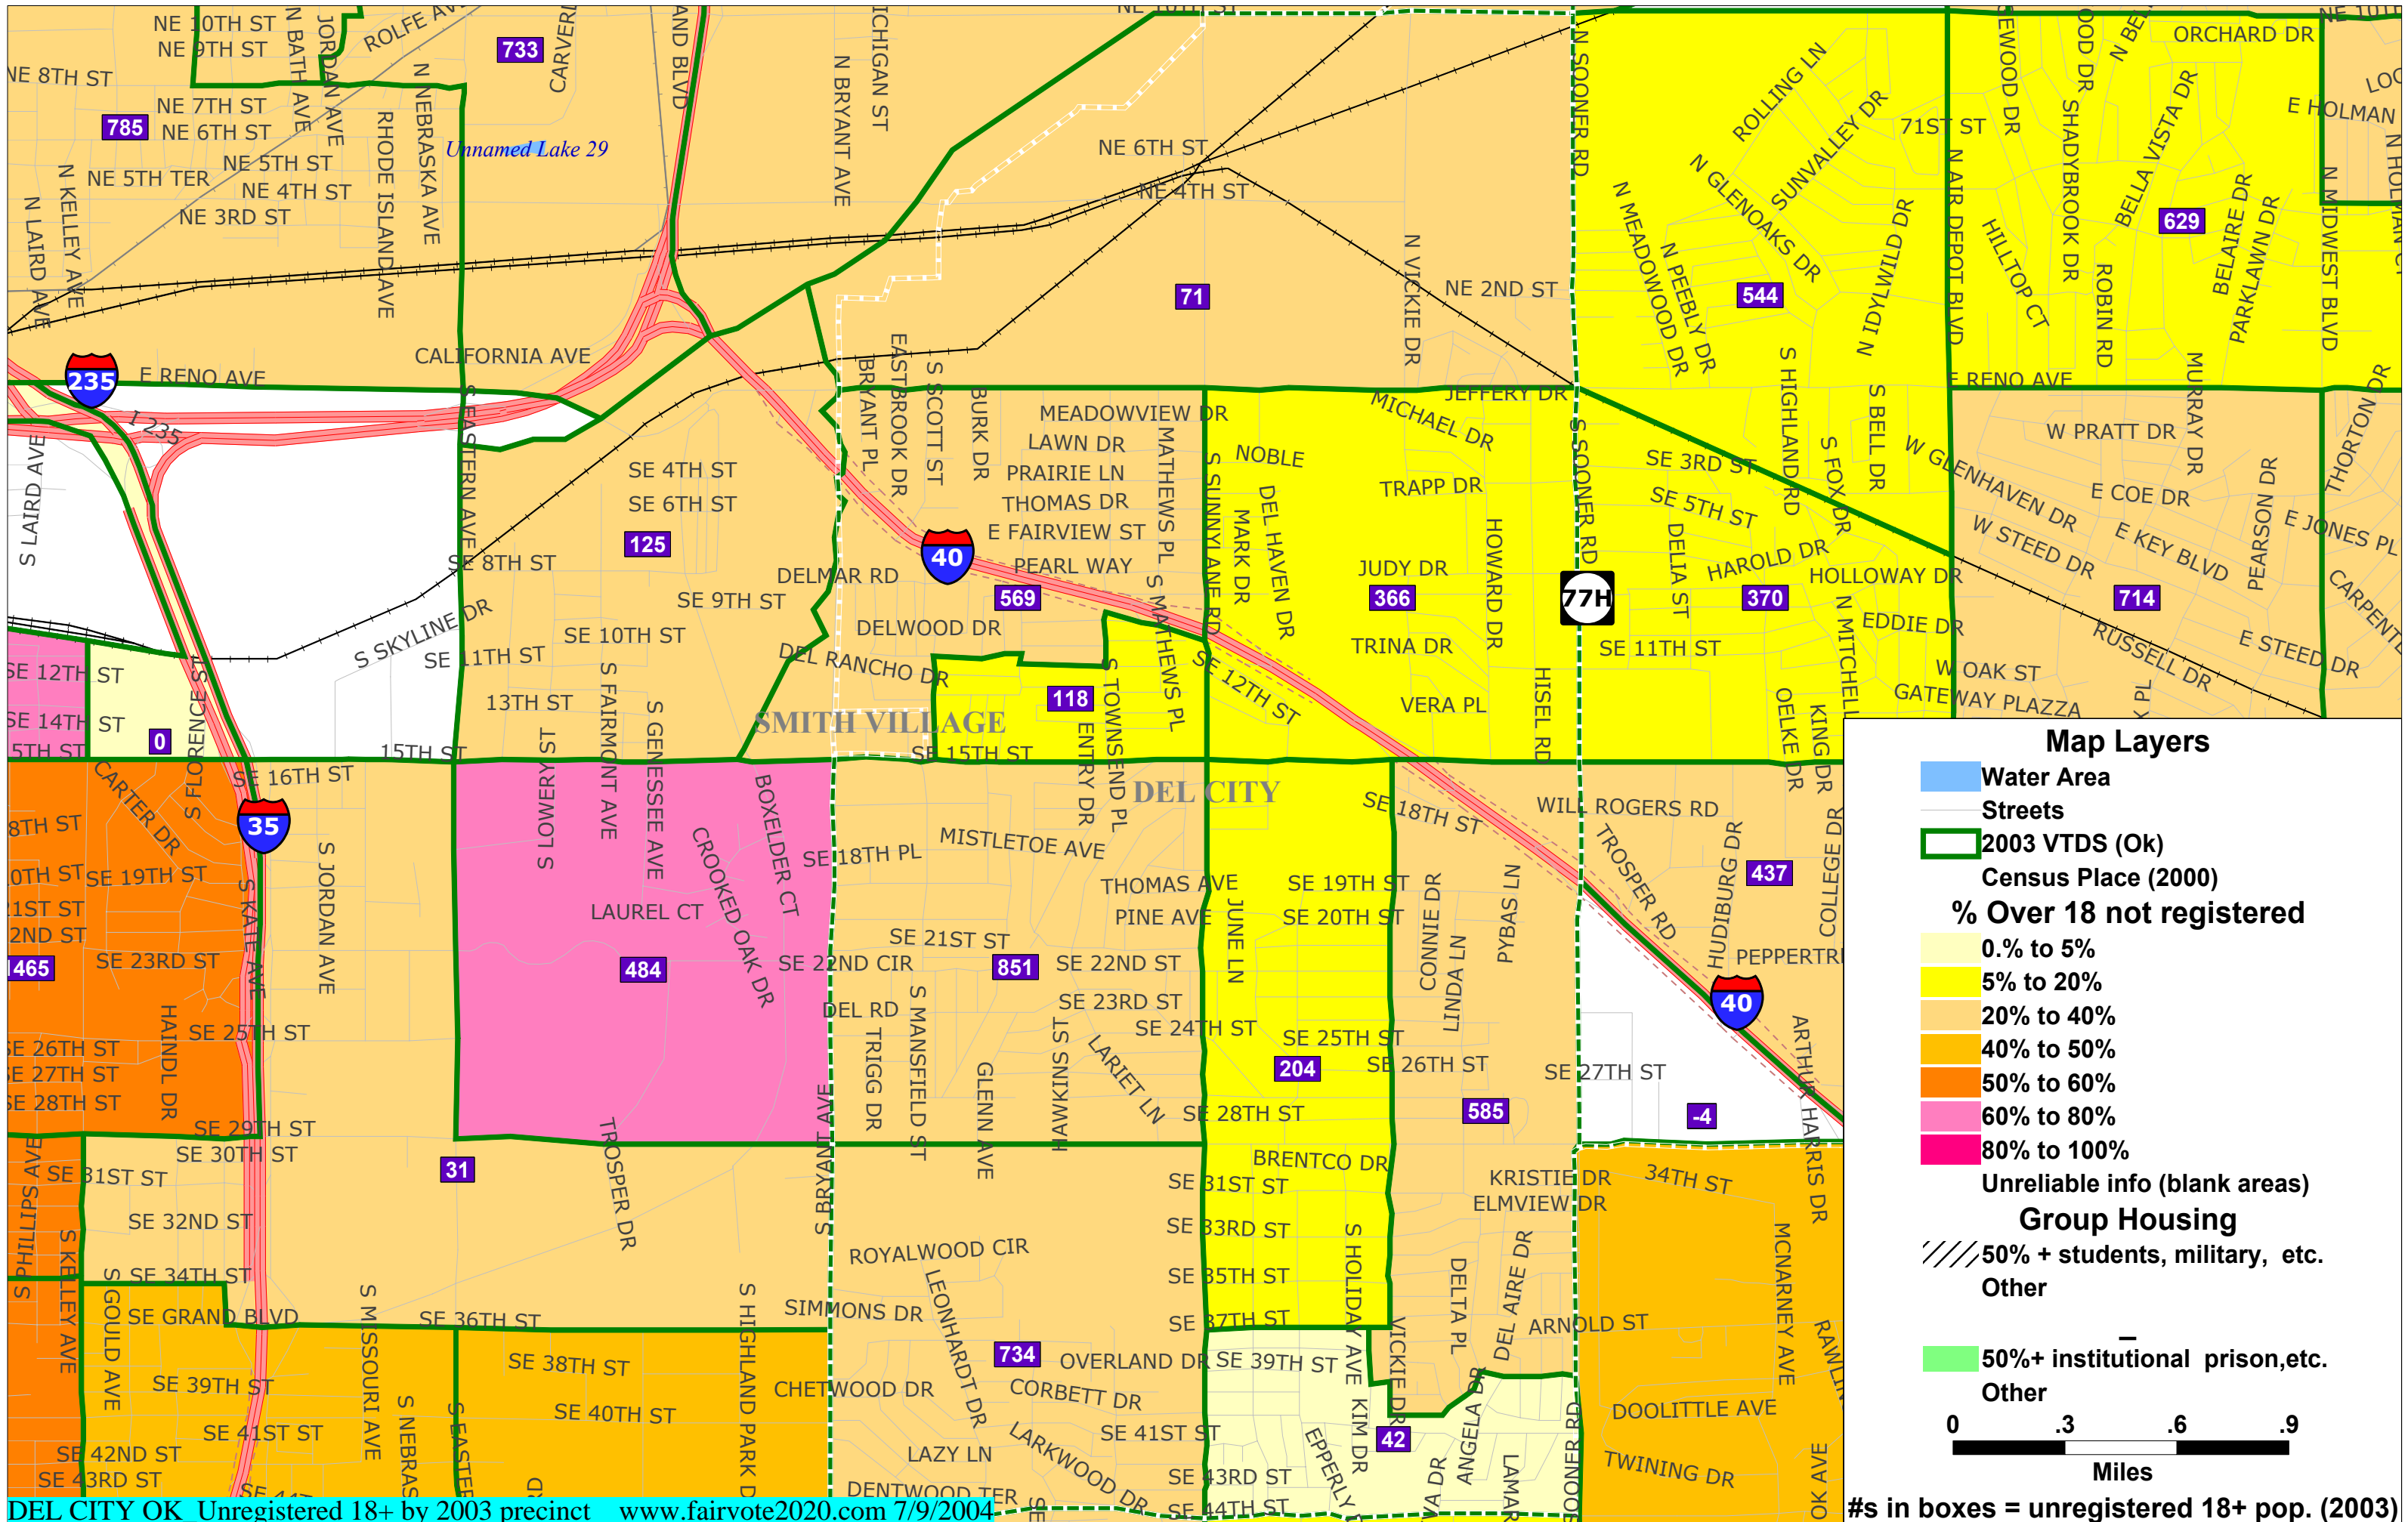 NE 10TH ST
NE 9TH ST
NE 8TH ST
NE 7TH ST
NE 6TH ST
NE 5TH ST
NE 5TH TER
NE 4TH ST
NE 3RD ST
N BATH AVE
JORDAN AVE
RHODE ISLAND AVE
N NEBRASKA AVE
N KELLEY AVE
N LAIRD AVE
785
733
Unnamed Lake 29
N BRYANT AVE
CALIFORNIA AVE
E RENO AVE
235
I 235
NE 6TH ST
NE 4TH ST
71
N VICKIE DR
NE 2ND ST
N SOONER RD
ROLLING LN
SUNVALLEY DR
71ST ST
N GLENOAKS DR
N MEADOWOOD DR
N PEEBLY DR
N IDYLWILD DR
544
N AIR DEPOT BLVD
ORCHARD DR
SHADYBROOK DR
BELLA VISTA DR
629
BELAIRE DR
PARKLAWN DR
HILLTOP CT
ROBIN RD
N MIDWEST BLVD
E HOLMAN
E RENO AVE
S LAIRD AVE
S EASTERN AVE
SE 4TH ST
SE 6TH ST
125
SE 8TH ST
SE 9TH ST
SE 10TH ST
SE 11TH ST
S SKYLINE DR
13TH ST
15TH ST
BRYANT PL
EASTBROOK DR
S SCOTT ST
BURK DR
MEADOWVIEW DR
LAWN DR
PRAIRIE LN
THOMAS DR
E FAIRVIEW ST
PEARL WAY
MATHEWS PL
S MATHEWS PL
40
569
DELMAR RD
DELWOOD DR
DEL RANCHO DR
118
S TOWNSEND PL
ENTRY DR
SMITH VILLAGE
SE 15TH ST
S SUNNYLANE RD
NOBLE
MARK DR
DEL HAVEN DR
MICHAEL DR
JEFFERY DR
TRAPP DR
JUDY DR
366
HOWARD DR
TRINA DR
VERA PL
HISEL RD
SE 12TH ST
S SOONER RD
77H
SE 3RD ST
SE 5TH ST
S HIGHLAND RD
S FOX DR
S BELL DR
DELIA ST
HAROLD DR
370
HOLLOWAY DR
N MITCHELL
EDDIE DR
SE 11TH ST
OELKE DR
KING DR
W PRATT DR
W GLENHAVEN DR
MURRAY DR
THORTON DR
E COE DR
PEARSON DR
E JONES PL
W STEED DR
E KEY BLVD
714
RUSSELL DR
E STEED DR
W OAK ST
GATEWAY PLAZZA
SE 12TH ST
SE 14TH ST
5TH ST
0
S FLORENCE ST
SE 16TH ST
35
CARTER DR
8TH ST
SE 19TH ST
1465
SE 23RD ST
SE 25TH ST
SE 26TH ST
SE 27TH ST
SE 28TH ST
HAINDL DR
S KATE AVE
S JORDAN AVE
SE 29TH ST
SE 30TH ST
SE 31ST ST
SE 32ND ST
SE 34TH ST
SE GRAND BLVD
S PHILLIPS AVE
S KELLEY AVE
S GOULD AVE
S LOWERY ST
S FAIRMONT AVE
S GENESSEE AVE
BOXELDER CT
CROOKED OAK DR
LAUREL CT
484
31
TROSPER DR
S BRYANT AVE
SE 36TH ST
S MISSOURI AVE
S HIGHLAND PARK D
SE 38TH ST
SE 39TH ST
SE 40TH ST
SE 41ST ST
SE 42ND ST
SE 43RD ST
S NEBRAS
DEL CITY
SE 18TH PL
MISTLETOE AVE
THOMAS AVE
PINE AVE
SE 21ST ST
SE 22ND CIR
851
SE 22ND ST
SE 23RD ST
DEL RD
SE 24TH ST
TRIGG DR
S MANSFIELD ST
GLENN AVE
HAWKINS ST
LARIET LN
JUNE LN
SE 19TH ST
SE 20TH ST
SE 25TH ST
204
SE 26TH ST
SE 28TH ST
BRENTCO DR
SE 31ST ST
SE 33RD ST
SE 35TH ST
SE 37TH ST
S HOLIDAY AVE
SE 18TH ST
CONNIE DR
LINDA LN
PYBAS LN
585
SE 27TH ST
KRISTIE DR
ELMVIEW DR
DELTA PL
DEL AIRE DR
ARNOLD ST
VICKIE DR
WILL ROGERS RD
TROSPER RD
HUDIBURG DR
437
COLLEGE DR
40
-4
ARTHUR HARRIS DR
34TH ST
MCNARNEY AVE
DOOLITTLE AVE
TWINING DR
OK AVE
ROYALWOOD CIR
SIMMONS DR
LEONHARDT DR
734
OVERLAND DR
CHETWOOD DR
CORBETT DR
SE 41ST ST
LAZY LN
LARKWOOD DR
DENTWOOD TER
SE 39TH ST
KIM DR
42
ANGELA DR
SE 43RD ST
SE 44TH ST
Map Layers
Water Area
Streets
2003 VTDS (Ok)
Census Place (2000)
% Over 18 not registered
0.% to 5%
5% to 20%
20% to 40%
40% to 50%
50% to 60%
60% to 80%
80% to 100%
Unreliable info (blank areas)
Group Housing
50% + students, military, etc.
Other
50%+ institutional prison,etc.
Other
0 .3 .6 .9
Miles
#s in boxes = unregistered 18+ pop. (2003)
DEL CITY OK Unregistered 18+ by 2003 precinct www.fairvote2020.com 7/9/2004